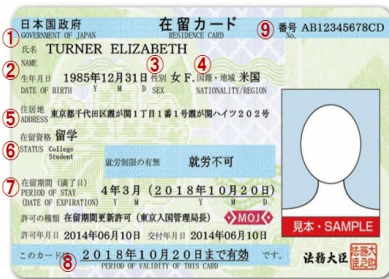 日本国政府 在留カード ⑨ 番号 AB12345678CD
① GOVERNMENT OF JAPAN RESIDENCE CARD No.
氏名 TURNER ELIZABETH
NAME
② 生年月日 1985年12月31日 ③ 性別 女 F. ④ 国籍・地域 米国
DATE OF BIRTH Y M D SEX NATIONALITY/REGION
⑤ 住居地 東京都千代田区霞が関1丁目1番1号霞が関ハイツ202号
ADDRESS
在留資格 留学
⑥ STATUS College Student
就労制限の有無 就労不可
⑦ 在留期間(満了日) 4年3月(2018年10月20日)
PERIOD OF STAY (DATE OF EXPIRATION) Y M Y M D
許可の種類 在留期間更新許可(東京入国管理局長) MOJ
許可年月日 2014年06月10日 交付年月日 2014年06月10日
見本・SAMPLE
このカードは ⑧ 2018年10月20日まで有効 です。
PERIOD OF VALIDITY OF THIS CARD
法務大臣